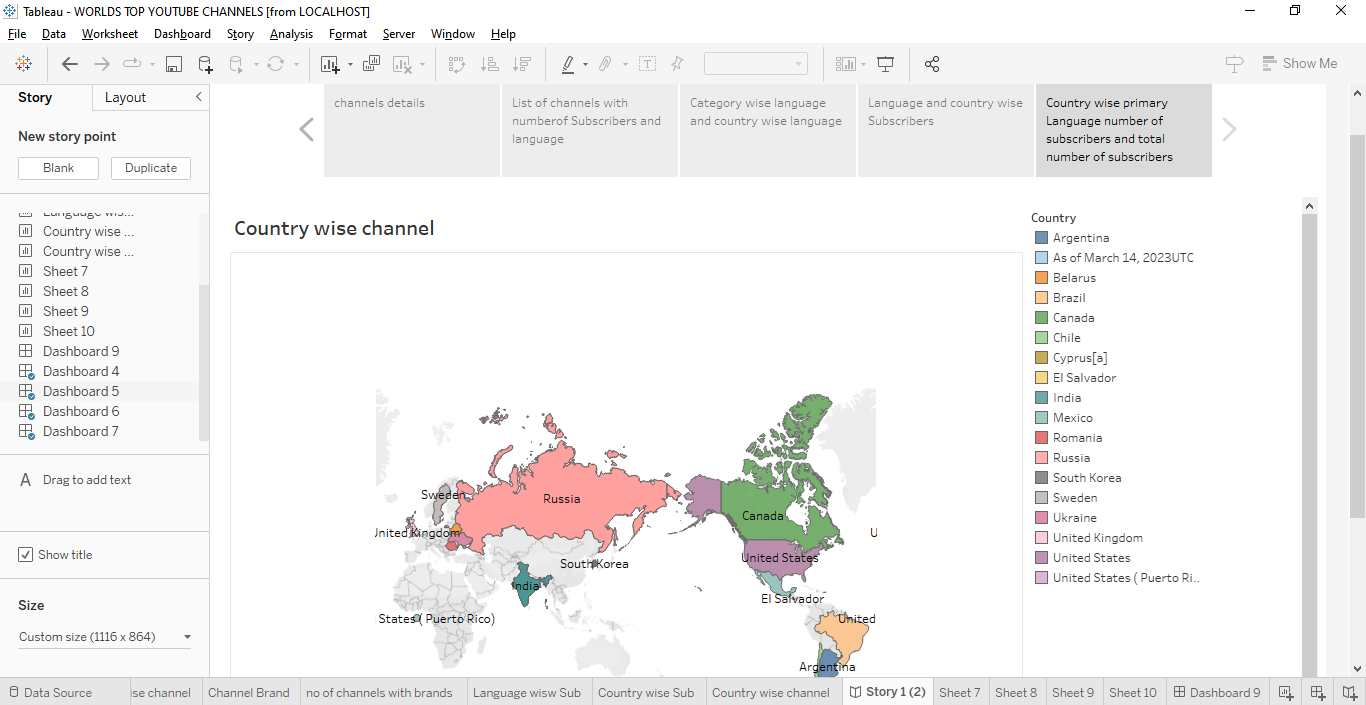 Tableau - WORLDS TOP YOUTUBE CHANNELS [from LOCALHOST]
File Data Worksheet Dashboard Story Analysis Format Server Window Help
Show Me
Story Layout
New story point
Blank Duplicate
Language wis...
Country wise ...
Country wise ...
Sheet 7
Sheet 8
Sheet 9
Sheet 10
Dashboard 9
Dashboard 4
Dashboard 5
Dashboard 6
Dashboard 7
A Drag to add text
Show title
Size
Custom size (1116 x 864)
channels details
List of channels with
numberof Subscribers and
language
Category wise language
and country wise language
Language and country wise
Subscribers
Country wise primary
Language number of
subscribers and total
number of subscribers
Country wise channel
Sweden
Russia
United Kingdom
Canada
U
United States
South Korea
India
El Salvador
States ( Puerto Rico)
United
Argentina
Country
Argentina
As of March 14, 2023UTC
Belarus
Brazil
Canada
Chile
Cyprus[a]
El Salvador
India
Mexico
Romania
Russia
South Korea
Sweden
Ukraine
United Kingdom
United States
United States ( Puerto Ri..
Data Source ise channel Channel Brand no of channels with brands Language wisw Sub Country wise Sub Country wise channel Story 1 (2) Sheet 7 Sheet 8 Sheet 9 Sheet 10 Dashboard 9